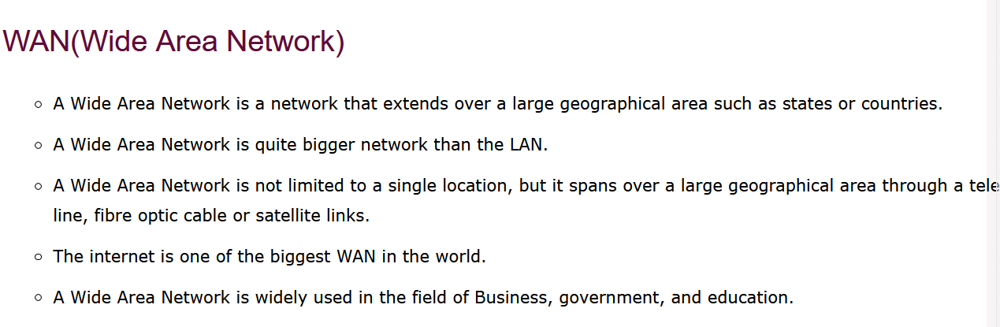 WAN(Wide Area Network)
A Wide Area Network is a network that extends over a large geographical area such as states or countries.
A Wide Area Network is quite bigger network than the LAN.
A Wide Area Network is not limited to a single location, but it spans over a large geographical area through a tele
line, fibre optic cable or satellite links.
The internet is one of the biggest WAN in the world.
A Wide Area Network is widely used in the field of Business, government, and education.